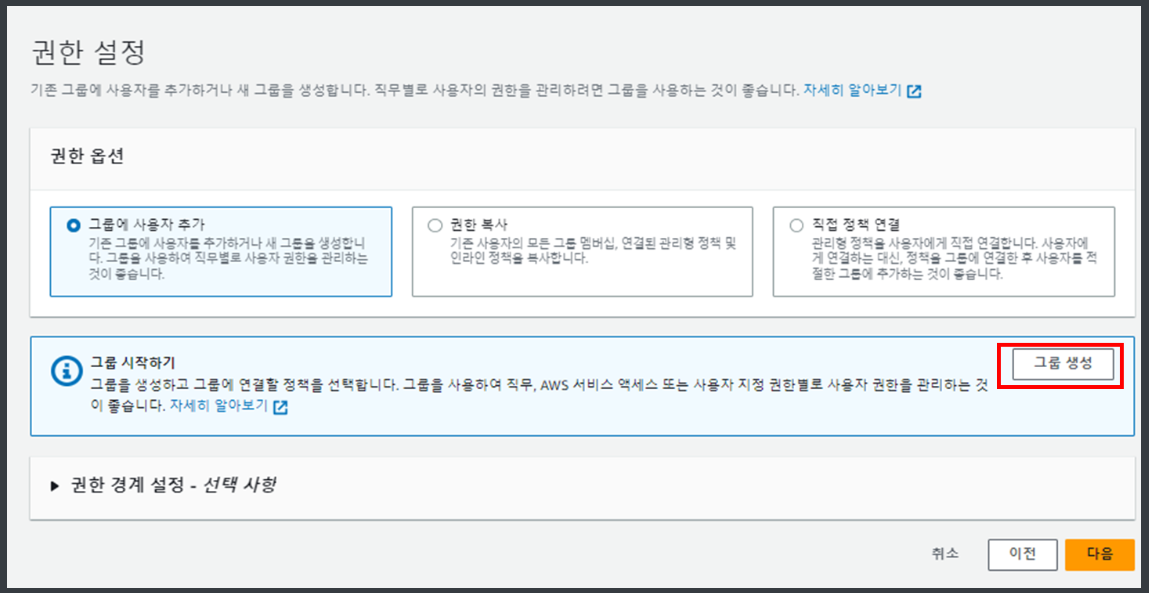 권한 설정
기존 그룹에 사용자를 추가하거나 새 그룹을 생성합니다. 직무별로 사용자의 권한을 관리하려면 그룹을 사용하는 것이 좋습니다. 자세히 알아보기
권한 옵션
그룹에 사용자 추가
기존 그룹에 사용자를 추가하거나 새 그룹을 생성합니
다. 그룹을 사용하여 직무별로 사용자 권한을 관리하는
것이 좋습니다.
권한 복사
기존 사용자의 모든 그룹 멤버십, 연결된 관리형 정책 및
인라인 정책을 복사합니다.
직접 정책 연결
관리형 정책을 사용자에게 직접 연결합니다. 사용자에
게 연결하는 대신, 정책을 그룹에 연결한 후 사용자를 적
절한 그룹에 추가하는 것이 좋습니다.
그룹 시작하기
그룹을 생성하고 그룹에 연결할 정책을 선택합니다. 그룹을 사용하여 직무, AWS 서비스 액세스 또는 사용자 지정 권한별로 사용자 권한을 관리하는 것
이 좋습니다. 자세히 알아보기
그룹 생성
권한 경계 설정 - 선택 사항
취소
이전
다음